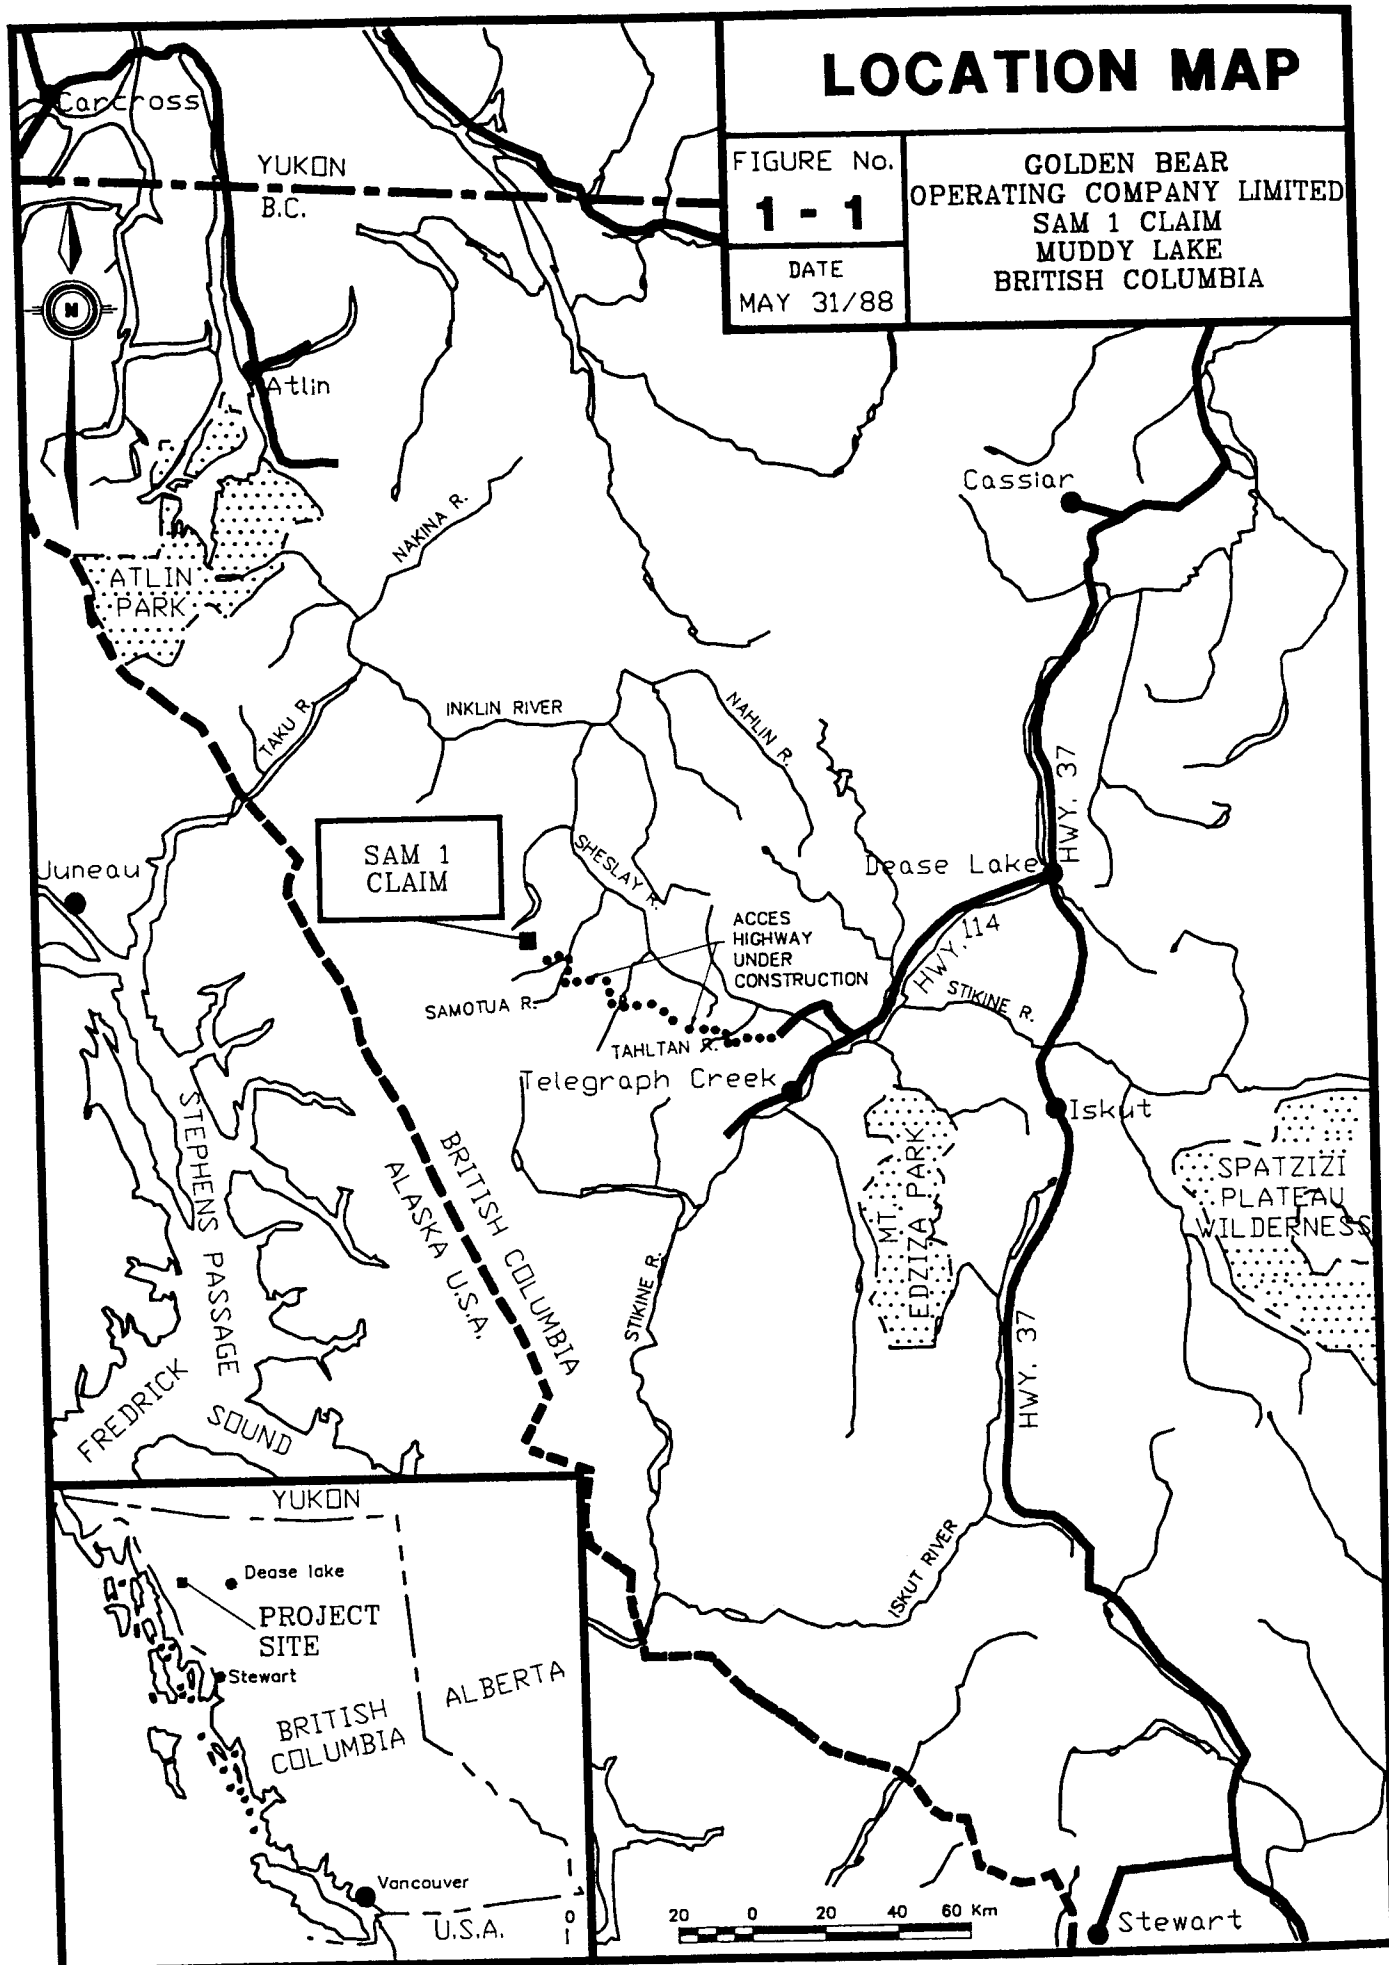 LOCATION MAP
FIGURE No.
1 - 1
DATE
MAY 31/88
GOLDEN BEAR
OPERATING COMPANY LIMITED
SAM 1 CLAIM
MUDDY LAKE
BRITISH COLUMBIA
Carcross
YUKON
B.C.
N
Atlin
Cassiar
NAKINA R.
ATLIN
PARK
TAKU R.
INKLIN RIVER
NAHLIN R.
HWY. 37
Juneau
SAM 1
CLAIM
SHESLAY R.
Dease Lake
ACCES
HIGHWAY
UNDER
CONSTRUCTION
HWY. 114
STIKINE R.
SAMOTUA R.
TAHLTAN R.
Telegraph Creek
Iskut
STEPHENS PASSAGE
BRITISH COLUMBIA
ALASKA U.S.A.
MT.
EDZIZA PARK
SPATZIZI
PLATEAU
WILDERNESS
STIKINE R.
HWY. 37
FREDRICK
SOUND
ISKUT RIVER
YUKON
Dease lake
PROJECT
SITE
Stewart
ALBERTA
BRITISH
COLUMBIA
Vancouver
U.S.A.
0
20 0 20 40 60 Km
Stewart